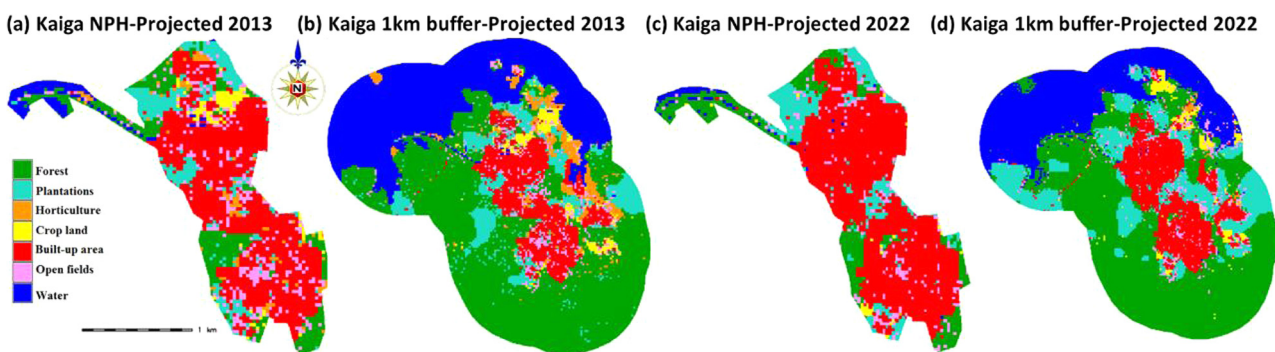 (a) Kaiga NPH-Projected 2013
(b) Kaiga 1km buffer-Projected 2013
(c) Kaiga NPH-Projected 2022
(d) Kaiga 1km buffer-Projected 2022
N
Forest
Plantations
Horticulture
Crop land
Built-up area
Open fields
Water
1 km